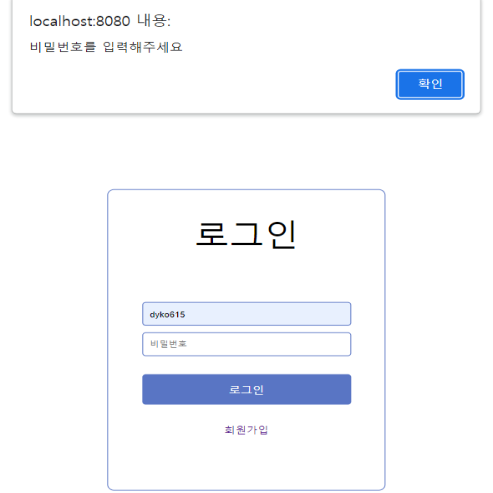 localhost:8080 내용:
비밀번호를 입력해주세요
확인
로그인
dyko615
비밀번호
로그인
회원가입